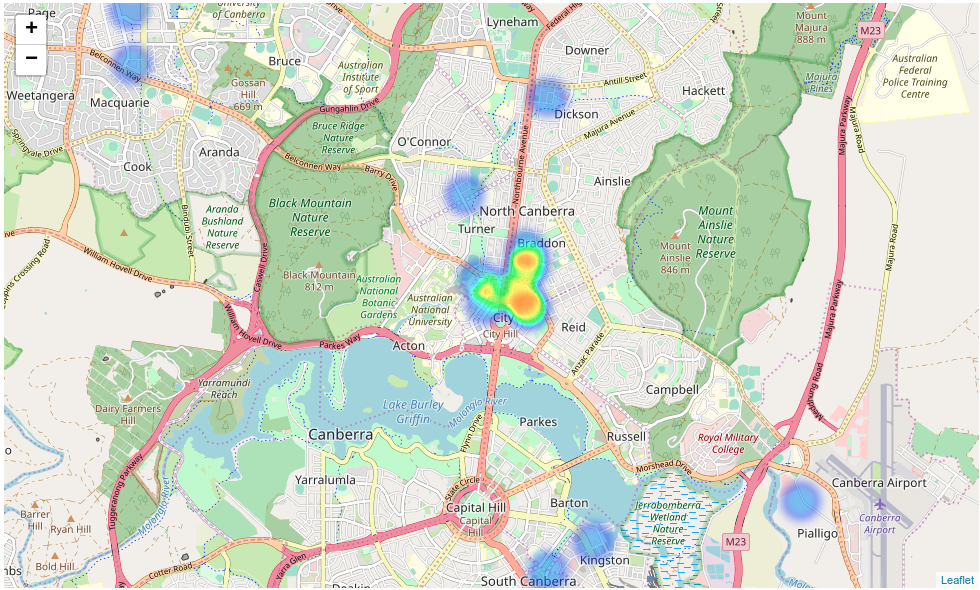 Page
University
of Canberra
Lyneham
Federal Hig
Mount
Majura
888 m
M23
+
−
Belconnen Way
Bruce
Downer
Australian
Institute
of Sport
Gossan
Hill
669 m
Antill Street
Majura
Pines
Australian
Federal
Police Training
Centre
Weetangera
Macquarie
Hackett
Gungahlin Drive
Dickson
Majura Avenue
Majura Parkway
Majura Road
Springvale Drive
Bruce Ridge
Nature
Reserve
O'Connor
Northbourne Avenue
Cook
Aranda
Belconnen Way
Barry Drive
Ainslie
Bindubi Street
Aranda
Bushland
Nature
Reserve
Black Mountain
Nature
Reserve
North Canberra
Turner
Mount
Ainslie
Nature
Reserve
Mount
Ainslie
846 m
Braddon
William Hovell Drive
Caswell Drive
Black Mountain
812 m
Majura Road
Australian
National
Botanic
Gardens
Australian
National
University
Majura Parkway
City
City Hill
Reid
William Hovell Drive
Parkes Way
Acton
Anzac Parade
Yarramundi
Reach
Campbell
Dairy Farmers
Hill
Lake Burley
Griffin
Molonglo River
Parkes
Flynn Drive
Canberra
Russell
Royal Military
College
Morshead Drive
Tuggeranong Parkway
Yarralumla
State Circle
Canberra Airport
Capital Hill
Capital
Hill
Barton
Jerrabomberra
Wetland
Nature
Reserve
Canberra
Airport
Barrer
Hill
Ryan Hill
Pialligo
M23
Bold Hill
Cotter Road
Yarra Glen
Kingston
South Canberra
Leaflet